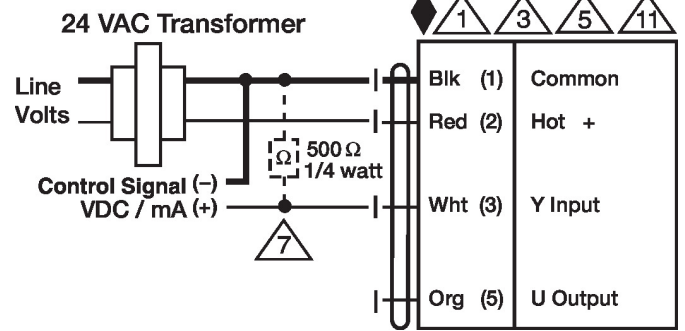 24 VAC Transformer
1 3 5 11
Line
Volts
Blk (1) Common
Red (2) Hot +
Ω 500 Ω
1/4 watt
Control Signal (–)
VDC / mA (+)
Wht (3) Y Input
7
Org (5) U Output